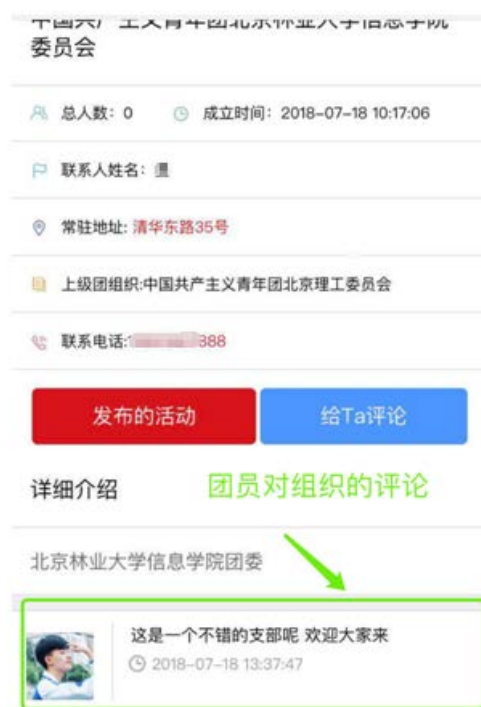 中国共产主义青年团北京林业大学信息学院
委员会
总人数：0 成立时间：2018-07-18 10:17:06
联系人姓名：
常驻地址: 清华东路35号
上级团组织:中国共产主义青年团北京理工委员会
联系电话: 388
发布的活动 给Ta评论
详细介绍 团员对组织的评论
北京林业大学信息学院团委
这是一个不错的支部呢 欢迎大家来
2018-07-18 13:37:47